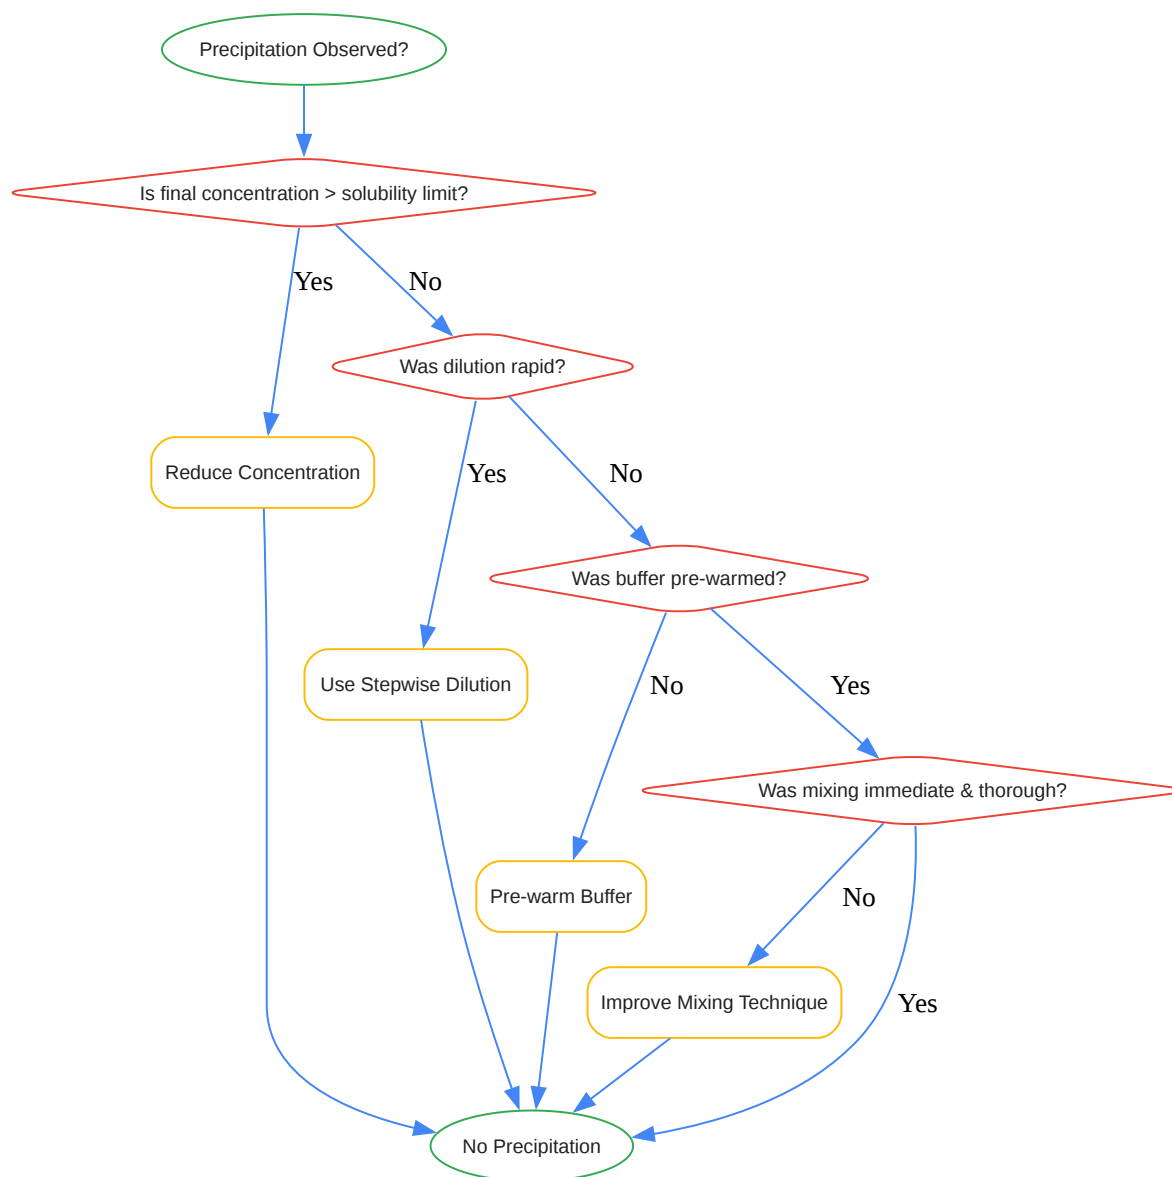 Precipitation Observed?
Is final concentration > solubility limit?
Yes
No
Was dilution rapid?
Reduce Concentration
Yes
No
Was buffer pre-warmed?
Use Stepwise Dilution
No
Yes
Was mixing immediate & thorough?
Pre-warm Buffer
No
Improve Mixing Technique
Yes
No Precipitation